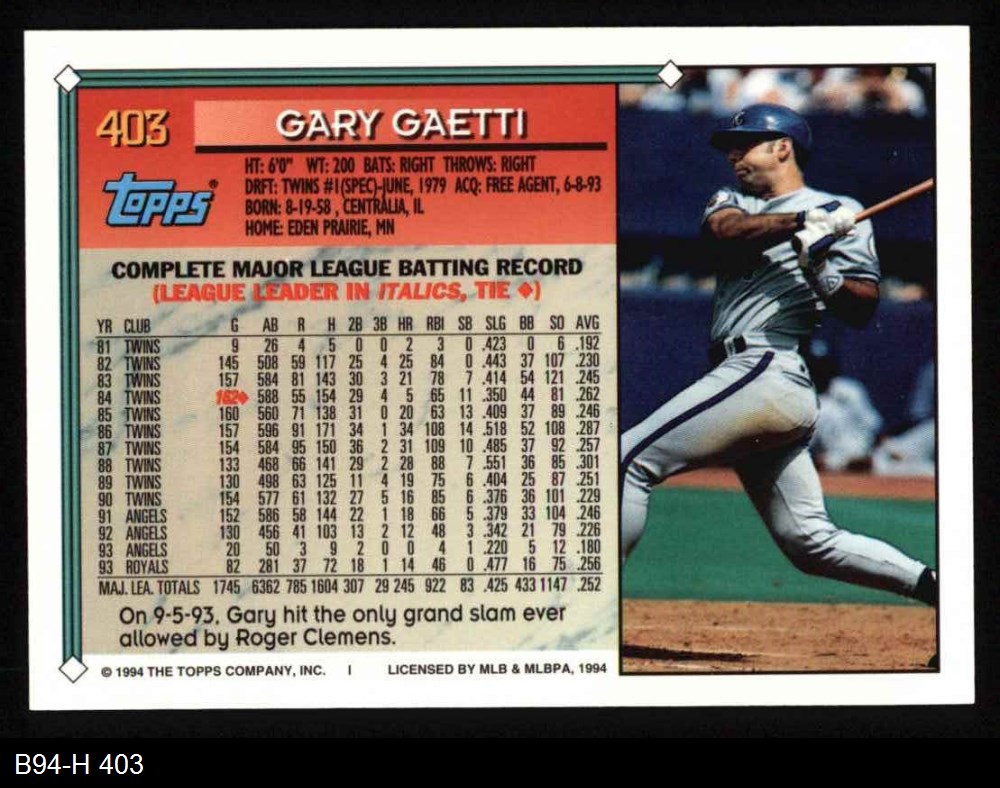 403
GARY GAETTI
HT: 6'0" WT: 200 BATS: RIGHT THROWS: RIGHT
Topps®
DRFT: TWINS #1(SPEC)-JUNE, 1979 ACQ: FREE AGENT, 6-8-93
BORN: 8-19-58 , CENTRALIA, IL
HOME: EDEN PRAIRIE, MN
COMPLETE MAJOR LEAGUE BATTING RECORD
(LEAGUE LEADER IN ITALICS, TIE ♦)
YR CLUB G AB R H 2B 3B HR RBI SB SLG BB SO AVG
81 TWINS 9 26 4 5 0 0 2 3 0 .423 0 6 .192
82 TWINS 145 508 59 117 25 4 25 84 0 .443 37 107 .230
83 TWINS 157 584 81 143 30 3 21 78 7 .414 54 121 .245
84 TWINS 162♦ 588 55 154 29 4 5 65 11 .350 44 81 .262
85 TWINS 160 560 71 138 31 0 20 63 13 .409 37 89 .246
86 TWINS 157 596 91 171 34 1 34 108 14 .518 52 108 .287
87 TWINS 154 584 95 150 36 2 31 109 10 .485 37 92 .257
88 TWINS 133 468 66 141 29 2 28 88 7 .551 36 85 .301
89 TWINS 130 498 63 125 11 4 19 75 6 .404 25 87 .251
90 TWINS 154 577 61 132 27 5 16 85 6 .376 36 101 .229
91 ANGELS 152 586 58 144 22 1 18 66 5 .379 33 104 .246
92 ANGELS 130 456 41 103 13 2 12 48 3 .342 21 79 .226
93 ANGELS 20 50 3 9 2 0 0 4 1 .220 5 12 .180
93 ROYALS 82 281 37 72 18 1 14 46 0 .477 16 75 .256
MAJ. LEA. TOTALS 1745 6362 785 1604 307 29 245 922 83 .425 433 1147 .252
On 9-5-93, Gary hit the only grand slam ever
allowed by Roger Clemens.
© 1994 THE TOPPS COMPANY, INC. I LICENSED BY MLB & MLBPA, 1994
B94-H 403